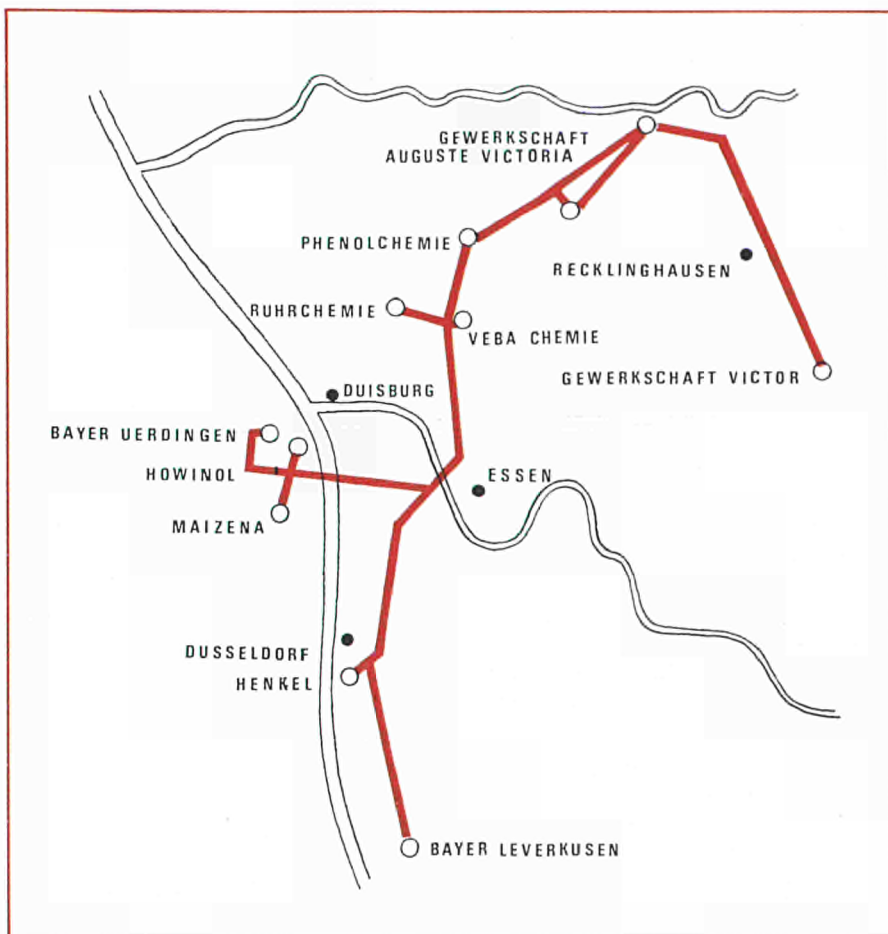 GEWERKSCHAFT
AUGUSTE VICTORIA
PHENOLCHEMIE
RECKLINGHAUSEN
RUHRCHEMIE
VEBA CHEMIE
GEWERKSCHAFT VICTOR
DUISBURG
BAYER UERDINGEN
HOWINOL
ESSEN
MAIZENA
DUSSELDORF
HENKEL
BAYER LEVERKUSEN